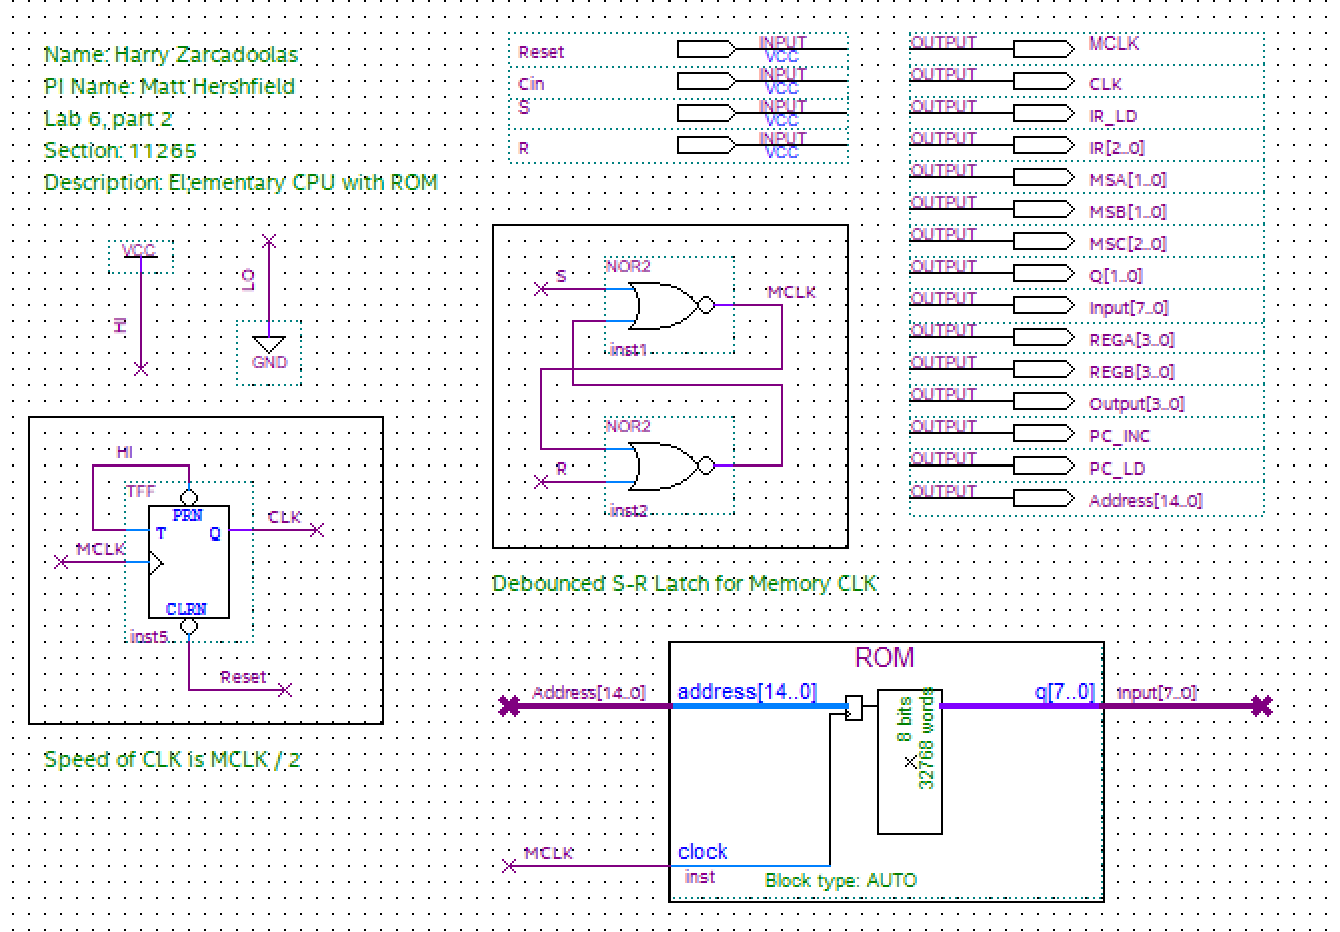 Name: Harry Zarcadoolas
PI Name: Matt Hershfield
Lab 6, part 2
Section: 11265
Description: Elementary CPU with ROM
Reset INPUT VCC
Cin INPUT VCC
S INPUT VCC
R INPUT VCC
OUTPUT MCLK
OUTPUT CLK
OUTPUT IR_LD
OUTPUT IR[2..0]
OUTPUT MSA[1..0]
OUTPUT MSB[1..0]
OUTPUT MSC[2..0]
OUTPUT Q[1..0]
OUTPUT Input[7..0]
OUTPUT REGA[3..0]
OUTPUT REGB[3..0]
OUTPUT Output[3..0]
OUTPUT PC_INC
OUTPUT PC_LD
OUTPUT Address[14..0]
VCC
HI
LO
GND
NOR2
S
MCLK
inst1
NOR2
R
inst2
Debounced S-R Latch for Memory CLK
HI
TFF
PRN
T Q
CLK
MCLK
CLRN
inst5
Reset
Speed of CLK is MCLK / 2
ROM
Address[14..0] address[14..0] q[7..0] Input[7..0]
8 bits
32768 words
MCLK clock
inst
Block type: AUTO